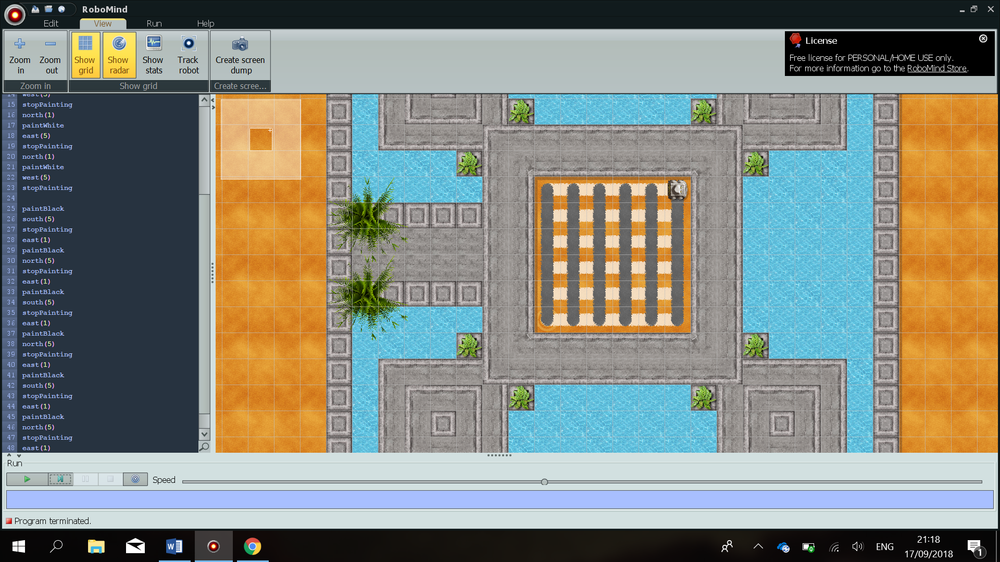 RoboMind
Edit View Run Help
Zoom in
Zoom out
Show grid
Show radar
Show stats
Track robot
Create screen dump
Zoom in
Show grid
Create scree...
License
Free license for PERSONAL/HOME USE only.
For more information go to the RoboMind Store.
14 west(5)
15 stopPainting
16 north(1)
17 paintWhite
18 east(5)
19 stopPainting
20 north(1)
21 paintWhite
22 west(5)
23 stopPainting
24
25 paintBlack
26 south(5)
27 stopPainting
28 east(1)
29 paintBlack
30 north(5)
31 stopPainting
32 east(1)
33 paintBlack
34 south(5)
35 stopPainting
36 east(1)
37 paintBlack
38 north(5)
39 stopPainting
40 east(1)
41 paintBlack
42 south(5)
43 stopPainting
44 east(1)
45 paintBlack
46 north(5)
47 stopPainting
48 east(1)
Run
Speed
Program terminated.
ENG
21:18
17/09/2018
1